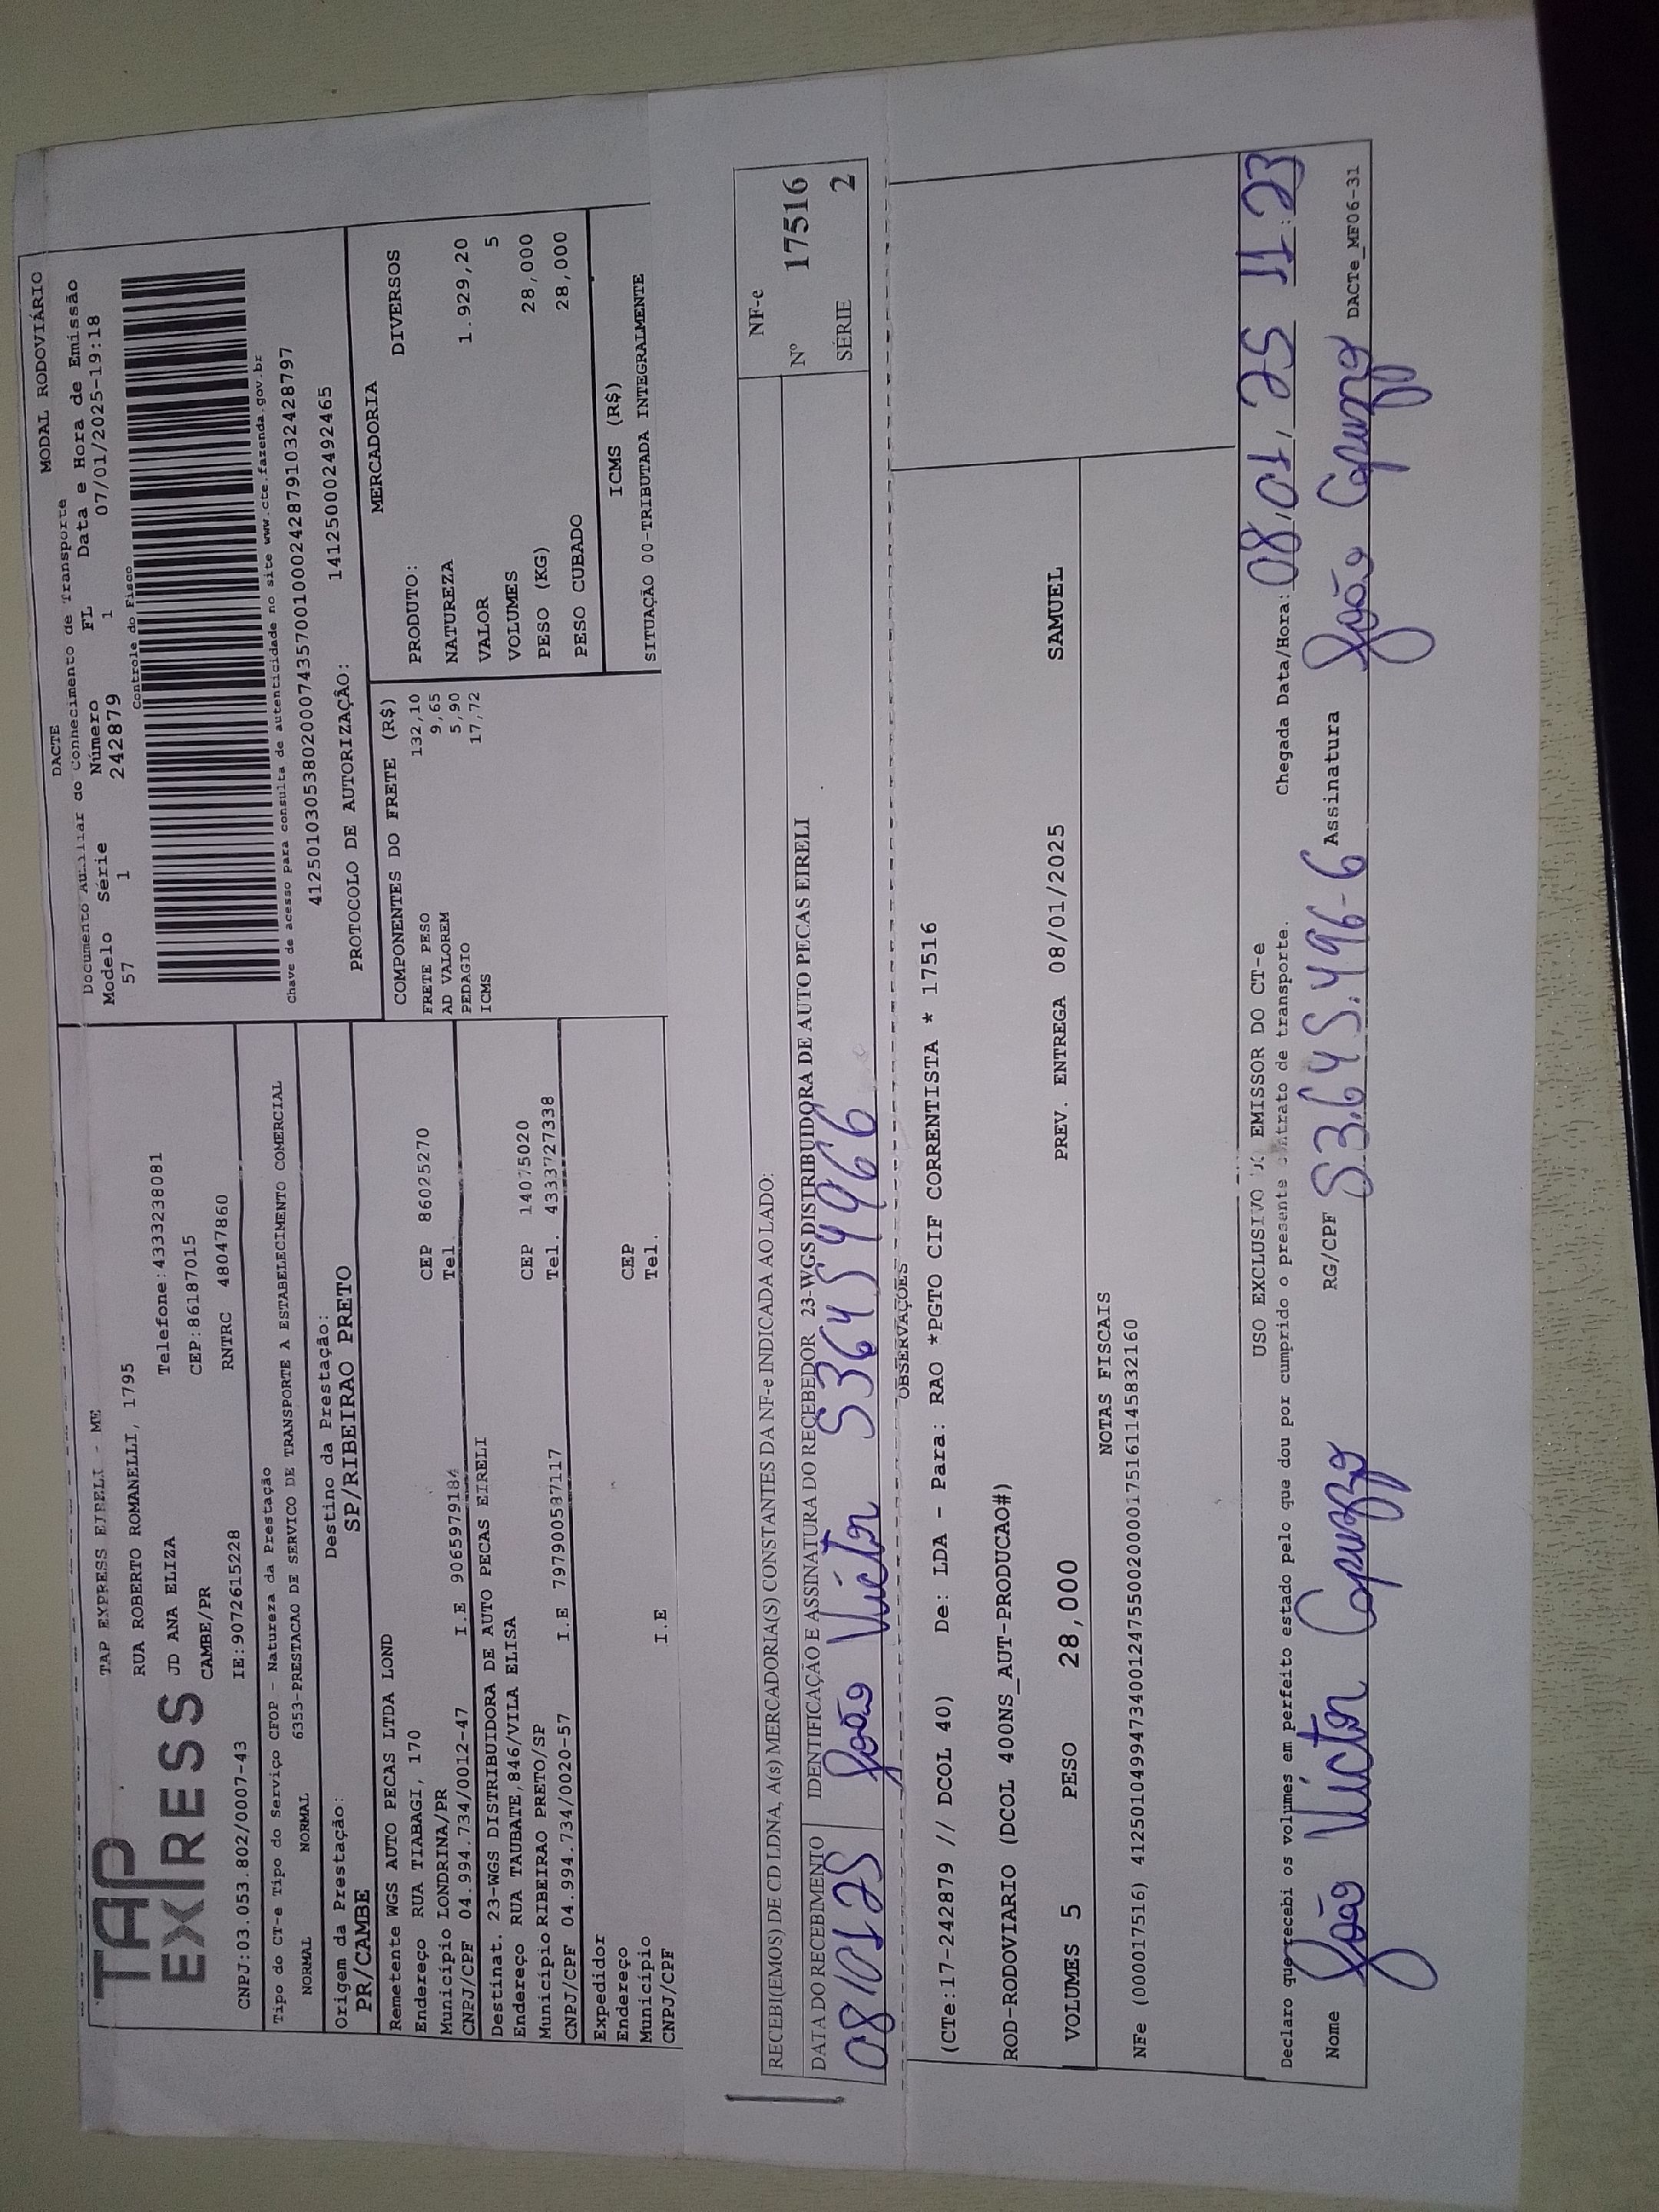 TAP
EXPRESS
TAP EXPRESS EIRELI - ME
RUA ROBERTO ROMANELLI, 1795
Telefone:4333238081
JD ANA ELIZA
CEP:86187015
CAMBE/PR
CNPJ:03.053.802/0007-43 IE:9072615228 RNTRC 48047860
DACTE MODAL RODOVIÁRIO
Documento Auxiliar do Conhecimento de Transporte
Modelo Série Número FL Data e Hora de Emissão
57 1 242879 1 07/01/2025-19:18
Controle do Fisco
Chave de acesso para consulta de autenticidade no site www.cte.fazenda.gov.br
41250103053802000743570010002428791032428797
PROTOCOLO DE AUTORIZAÇÃO: 141250002492465
Tipo do CT-e Tipo do Serviço CFOP - Natureza da Prestação
NORMAL NORMAL 6353-PRESTACAO DE SERVICO DE TRANSPORTE A ESTABELECIMENTO COMERCIAL
Origem da Prestação: Destino da Prestação:
PR/CAMBE SP/RIBEIRAO PRETO
Remetente WGS AUTO PECAS LTDA LOND
Endereço RUA TIABAGI, 170 CEP 86025270
Município LONDRINA/PR Tel
CNPJ/CPF 04.994.734/0012-47 I.E 9065979184
Destinat. 23-WGS DISTRIBUIDORA DE AUTO PECAS EIRELI
Endereço RUA TAUBATE,846/VILA ELISA CEP 14075020
Município RIBEIRAO PRETO/SP Tel. 4333727338
CNPJ/CPF 04.994.734/0020-57 I.E 797900587117
Expedidor
Endereço CEP
Município Tel.
CNPJ/CPF I.E
COMPONENTES DO FRETE (R$)
FRETE PESO 132,10
AD VALOREM 9,65
PEDAGIO 5,90
ICMS 17,72
MERCADORIA
PRODUTO: DIVERSOS
NATUREZA
VALOR 1.929,20
VOLUMES 5
PESO (KG) 28,000
PESO CUBADO 28,000
ICMS (R$)
SITUAÇÃO 00-TRIBUTADA INTEGRALMENTE
RECEBI(EMOS) DE CD LDNA, A(s) MERCADORIA(S) CONSTANTES DA NF-e INDICADA AO LADO:
NF-e
Nº 17516
SÉRIE 2
DATA DO RECEBIMENTO IDENTIFICAÇÃO E ASSINATURA DO RECEBEDOR 23-WGS DISTRIBUIDORA DE AUTO PECAS EIRELI
08/01/25 João Victor 536454966
OBSERVAÇÕES
(CTe:17-242879 // DCOL 40) De: LDA - Para: RAO *PGTO CIF CORRENTISTA * 17516
ROD-RODOVIARIO (DCOL 400NS_AUT-PRODUCAO#)
VOLUMES 5 PESO 28,000 PREV. ENTREGA 08/01/2025 SAMUEL
NOTAS FISCAIS
NFe (000017516) 41250104994734001247550020000175161145832160
USO EXCLUSIVO EMISSOR DO CT-e
Declaro que recebi os volumes em perfeito estado pelo que dou por cumprido o presente contrato de transporte. Chegada Data/Hora: 08/01/25 11:23
Nome João Victor Capuzzo RG/CPF 53.645.496-6 Assinatura João Capuzzo DACTe_MF06-31